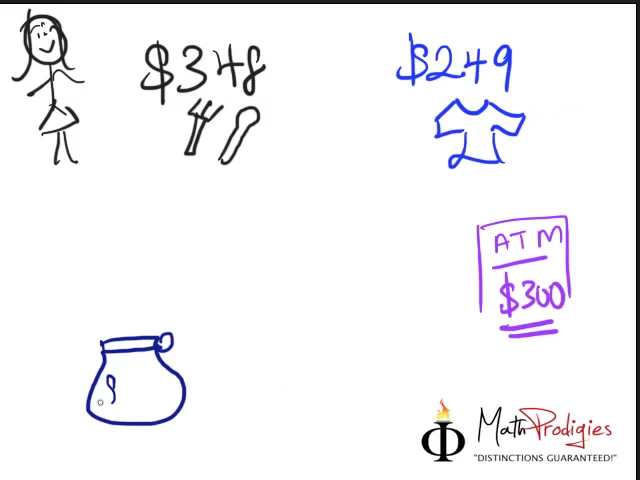 $348
$249
ATM
$300
Math Prodigies
"DISTINCTIONS GUARANTEED!"